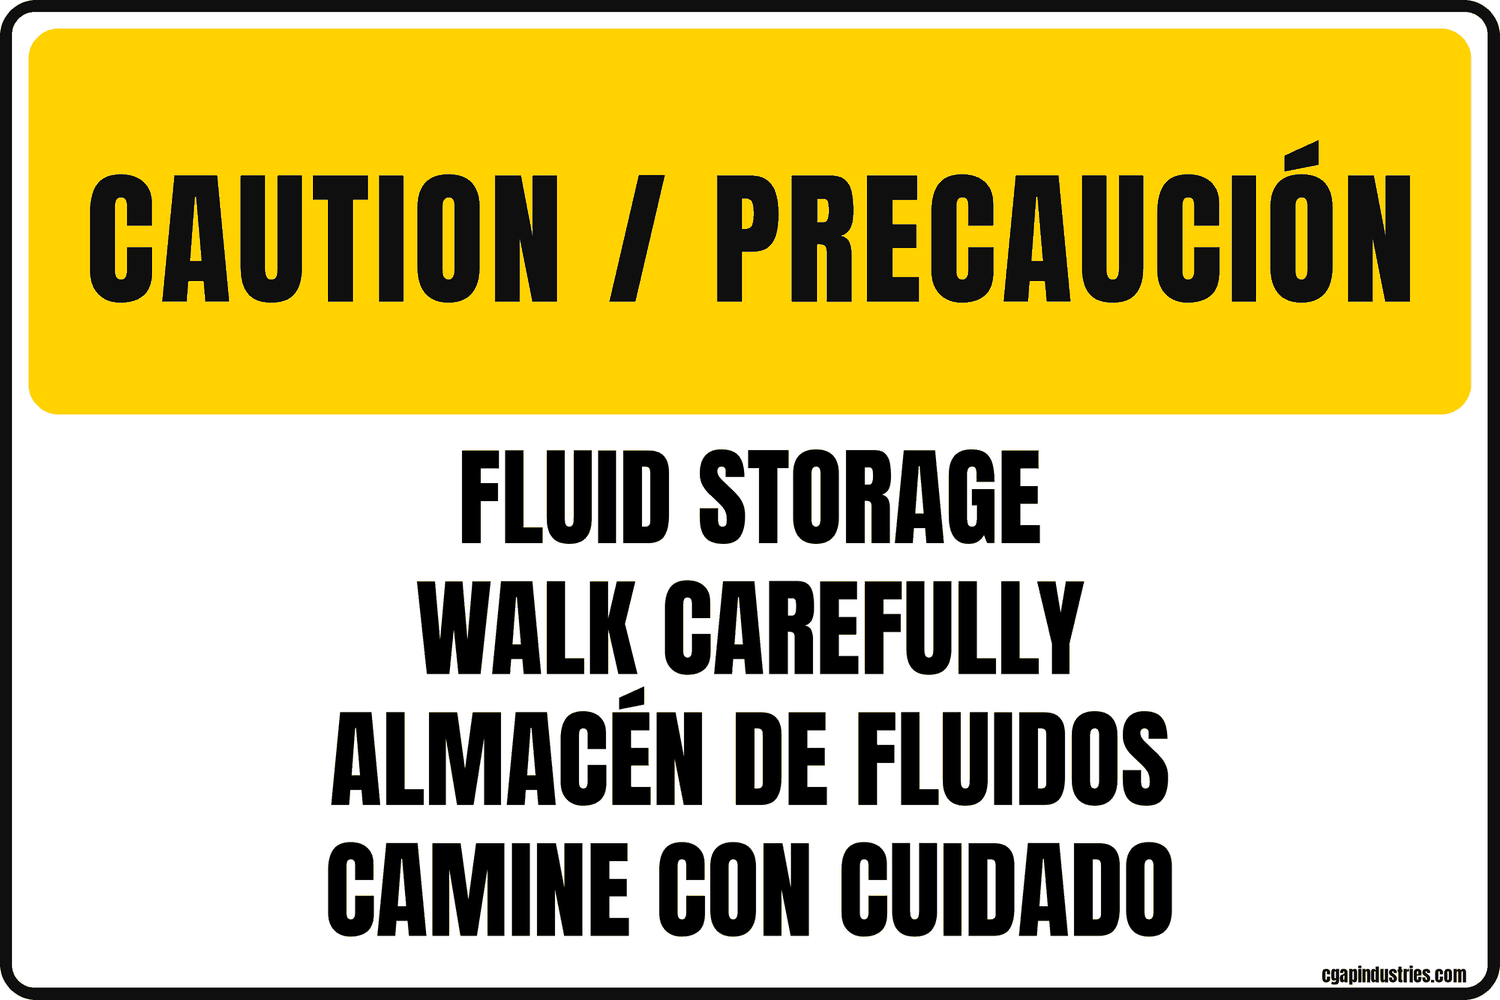 CAUTION / PRECAUCIÓN
FLUID STORAGE
WALK CAREFULLY
ALMACÉN DE FLUIDOS
CAMINE CON CUIDADO
cgapindustries.com